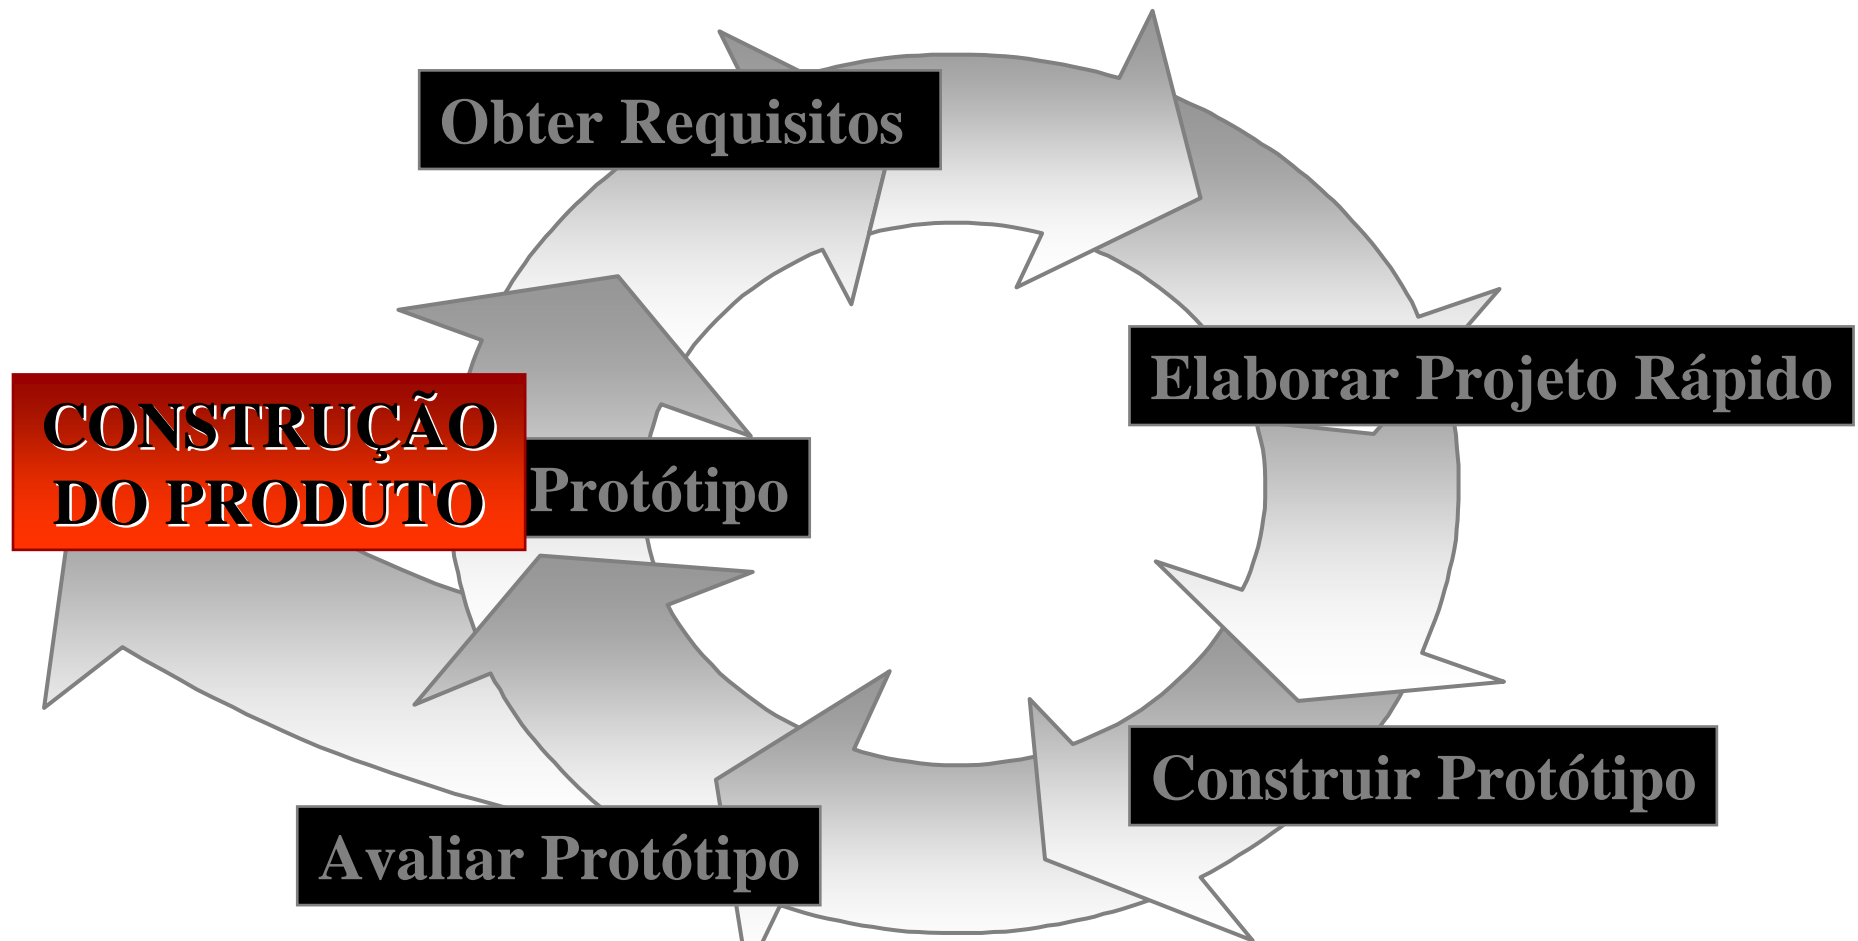 Obter Requisitos
Elaborar Projeto Rápido
CONSTRUÇÃO
DO PRODUTO
Protótipo
Construir Protótipo
Avaliar Protótipo